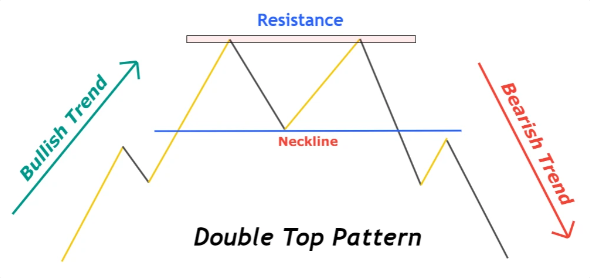 Resistance
Bullish Trend
Bearish Trend
Neckline
Double Top Pattern